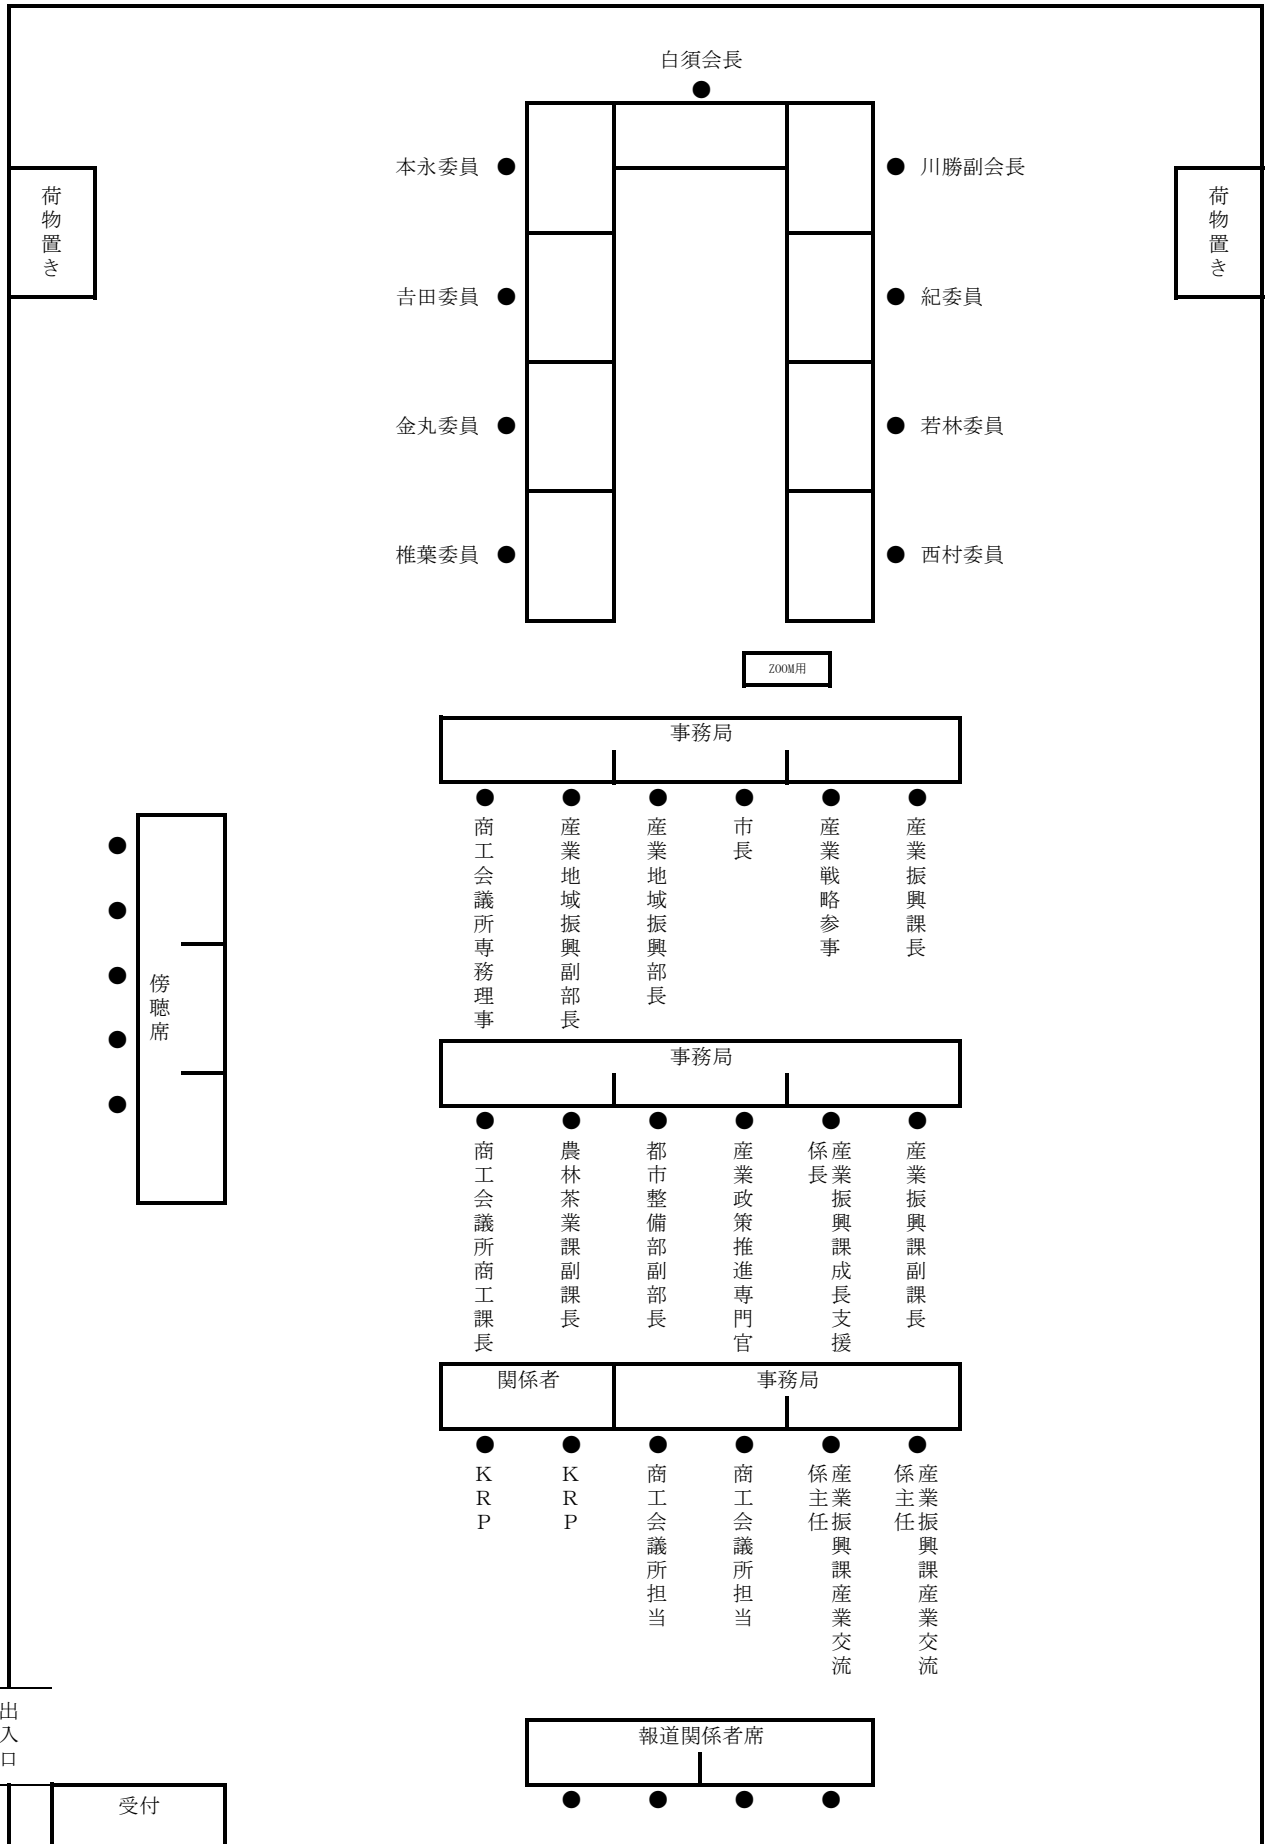 白須会長
本永委員
川勝副会長
荷物置き
荷物置き
𠮷田委員
紀委員
金丸委員
若林委員
椎葉委員
西村委員
ZOOM用
事務局
商工会議所専務理事
産業地域振興副部長
産業地域振興部長
市長
産業戦略参事
産業振興課長
傍聴席
事務局
商工会議所商工課長
農林茶業課副課長
都市整備部副部長
産業政策推進専門官
産業振興課成長支援
係長
産業振興課副課長
関係者
事務局
KRP
KRP
商工会議所担当
商工会議所担当
産業振興課産業交流
係主任
産業振興課産業交流
係主任
出入口
報道関係者席
受付